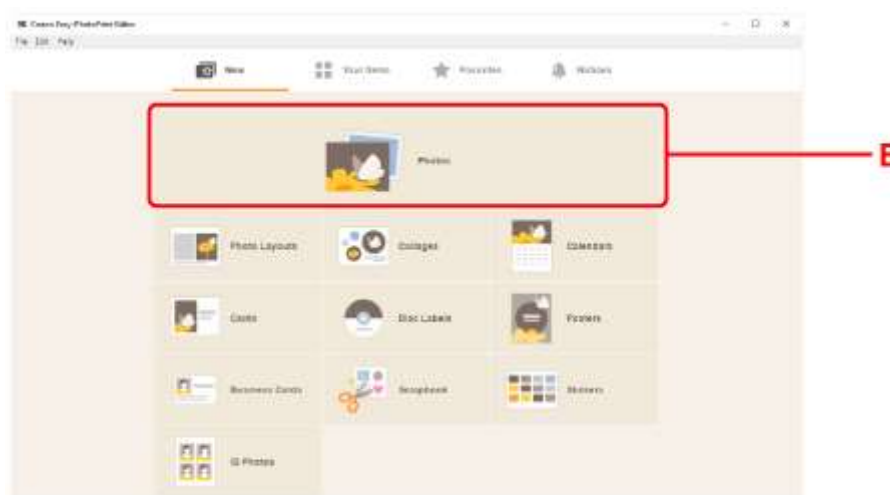 Canon Easy-PhotoPrint Editor
File Edit Help
New Your Items Favorites Notices
Photos
Photo Layouts Collages Calendars
Cards Disc Labels Posters
Business Cards Scrapbook Stickers
ID Photos